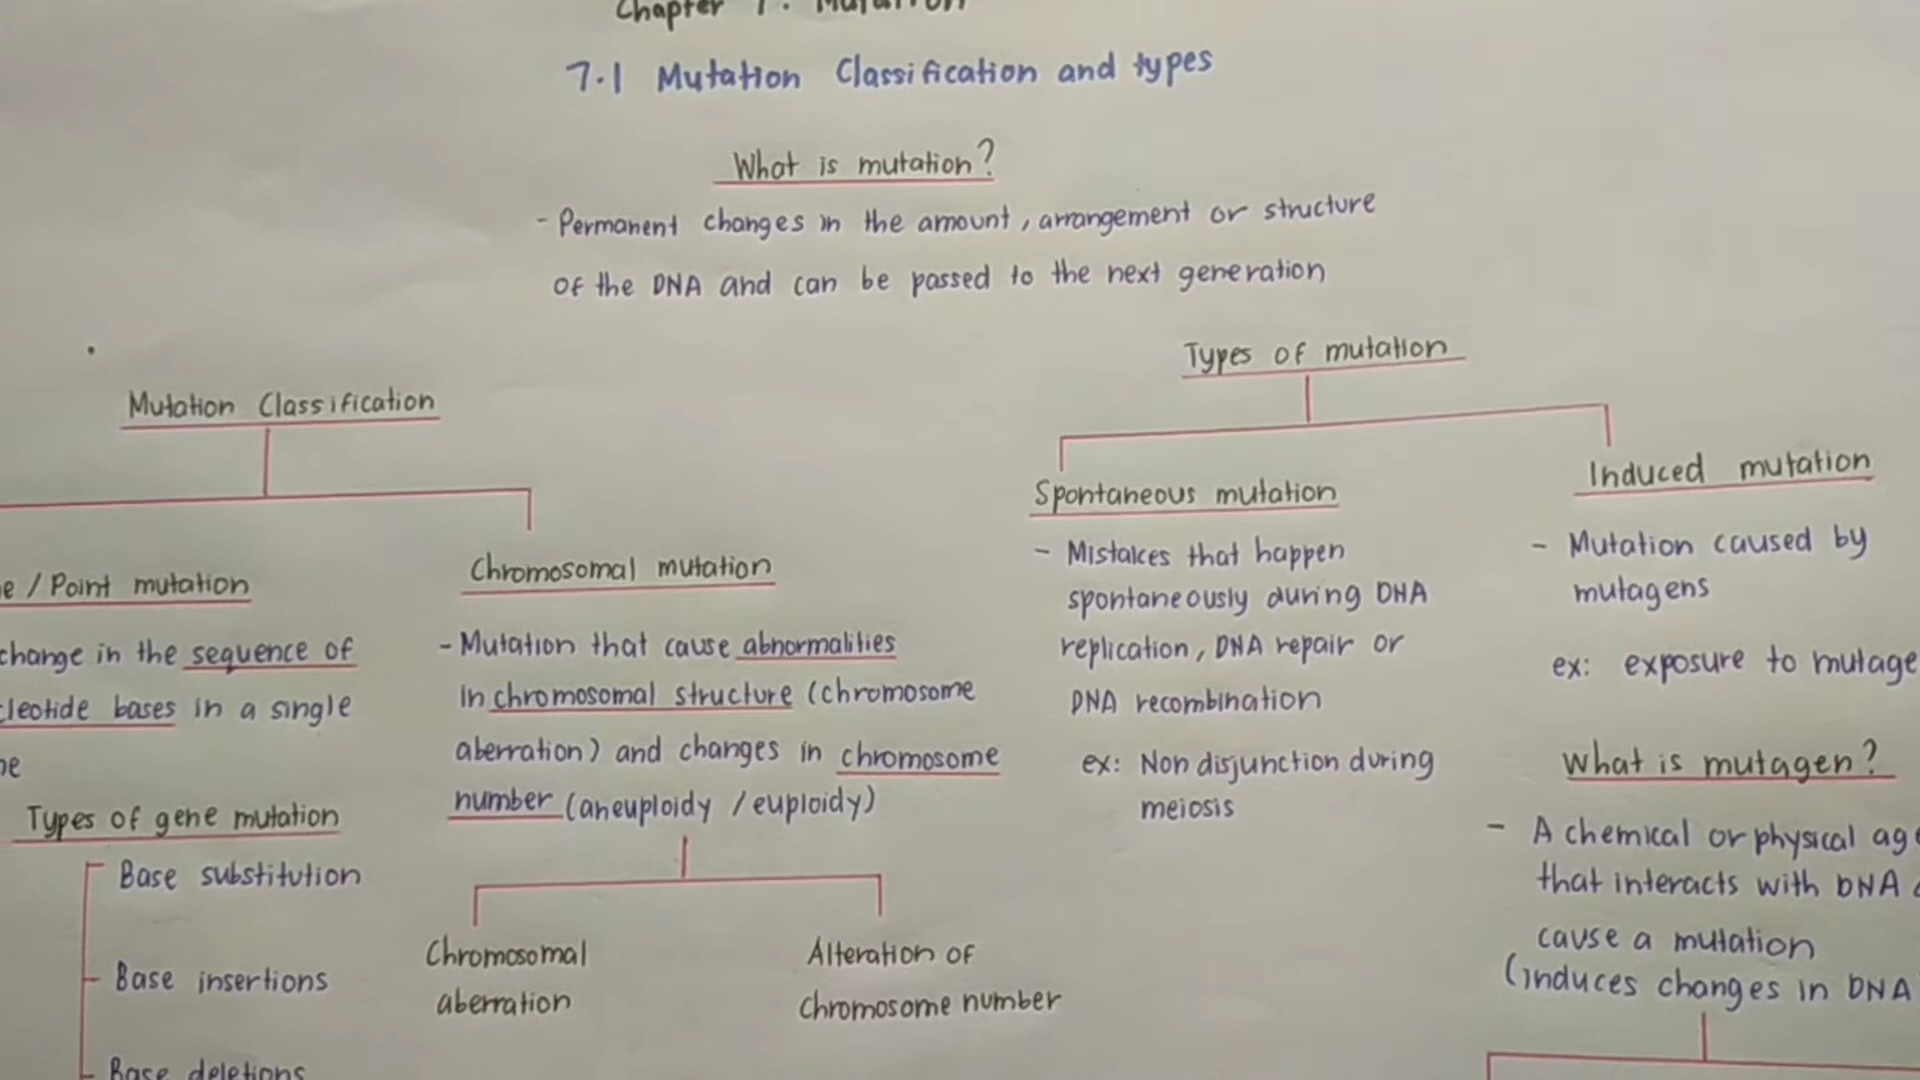 Chapter 7: Mutation
7.1 Mutation Classification and types
What is mutation?
- Permanent changes in the amount, arrangement or structure
of the DNA and can be passed to the next generation
Mutation Classification
/ Point mutation
change in the sequence of
bases in a single
Types of gene mutation
Base substitution
Base insertions
Base deletions
Chromosomal mutation
- Mutation that cause abnormalities
in chromosomal structure (chromosome
aberration) and changes in chromosome
number (aneuploidy / euploidy)
Chromosomal
aberration
Alteration of
chromosome number
Types of mutation
Spontaneous mutation
- Mistakes that happen
spontaneously during DNA
replication, DNA repair or
DNA recombination
ex: Non disjunction during
meiosis
Induced mutation
- Mutation caused by
mutagens
ex: exposure to
What is mutagen?
- A chemical or physical
that interacts with DNA
cause a mutation
(induces changes in DNA